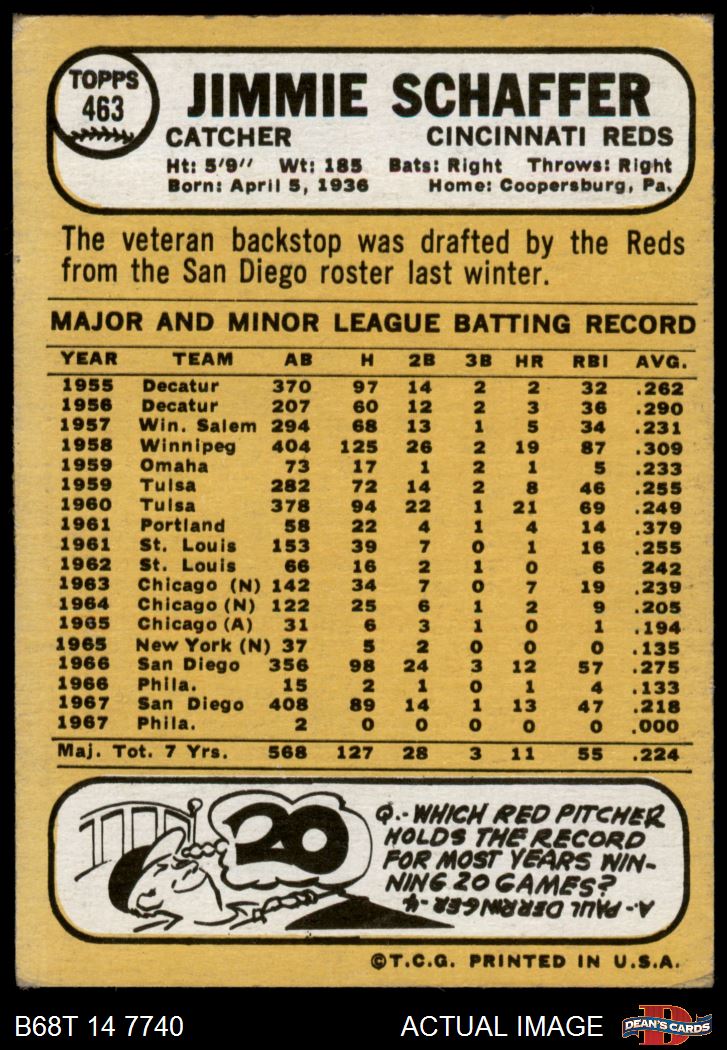 TOPPS
463
JIMMIE SCHAFFER
CATCHER CINCINNATI REDS
Ht: 5'9" Wt: 185 Bats: Right Throws: Right
Born: April 5, 1936 Home: Coopersburg, Pa.
The veteran backstop was drafted by the Reds
from the San Diego roster last winter.
MAJOR AND MINOR LEAGUE BATTING RECORD
YEAR TEAM AB H 2B 3B HR RBI AVG.
1955 Decatur 370 97 14 2 2 32 .262
1956 Decatur 207 60 12 2 3 36 .290
1957 Win. Salem 294 68 13 1 5 34 .231
1958 Winnipeg 404 125 26 2 19 87 .309
1959 Omaha 73 17 1 2 1 5 .233
1959 Tulsa 282 72 14 2 8 46 .255
1960 Tulsa 378 94 22 1 21 69 .249
1961 Portland 58 22 4 1 4 14 .379
1961 St. Louis 153 39 7 0 1 16 .255
1962 St. Louis 66 16 2 1 0 6 242
1963 Chicago (N) 142 34 7 0 7 19 .239
1964 Chicago (N) 122 25 6 1 2 9 .205
1965 Chicago (A) 31 6 3 1 0 1 .194
1965 New York (N) 37 5 2 0 0 0 .135
1966 San Diego 356 98 24 3 12 57 .275
1966 Phila. 15 2 1 0 1 4 .133
1967 San Diego 408 89 14 1 13 47 .218
1967 Phila. 2 0 0 0 0 0 .000
Maj. Tot. 7 Yrs. 568 127 28 3 11 55 .224
20
Q.-WHICH RED PITCHER
HOLDS THE RECORD
FOR MOST YEARS WIN-
NING 20 GAMES?
A.-PAUL DERRINGER-4
©T.C.G. PRINTED IN U.S.A.
B68T 14 7740 ACTUAL IMAGE
D
DEAN'S CARDS